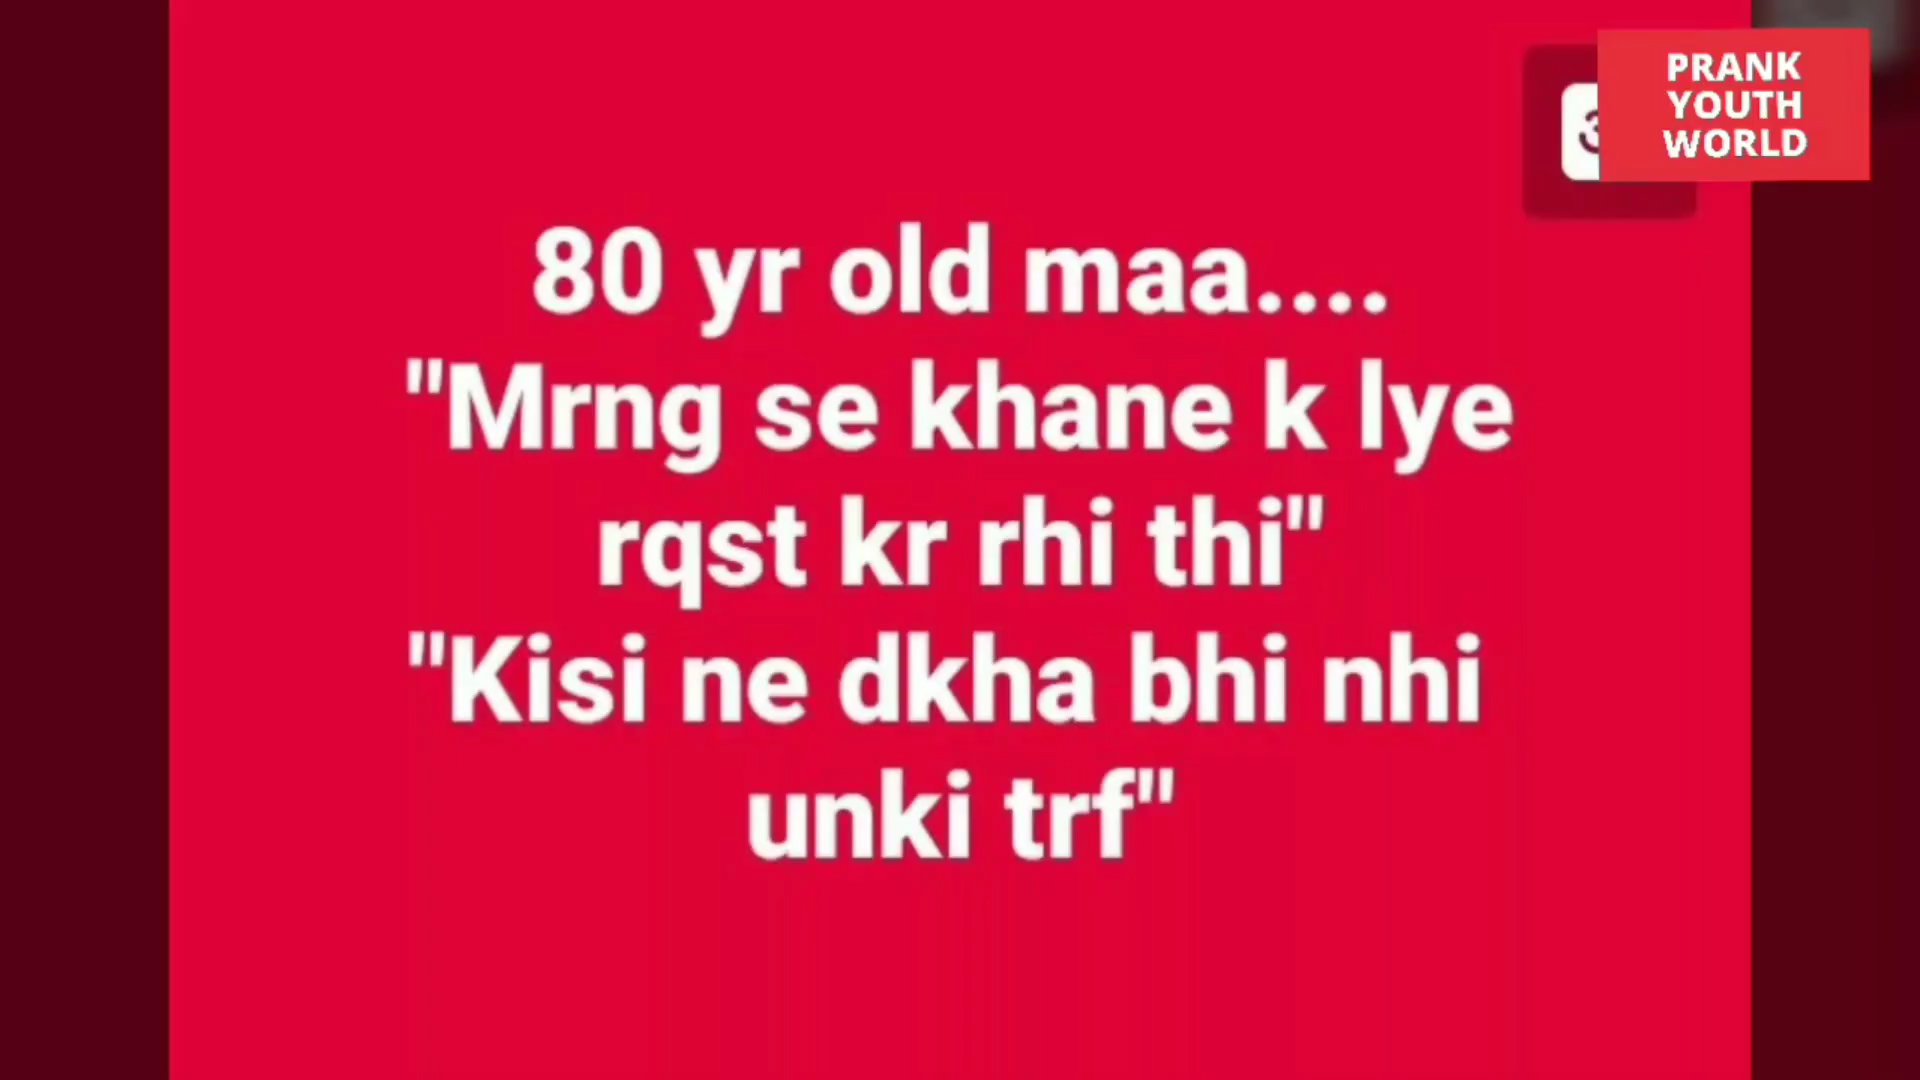 PRANK
YOUTH
WORLD
80 yr old maa....
"Mrng se khane k lye
rqst kr rhi thi"
"Kisi ne dkha bhi nhi
unki trf"